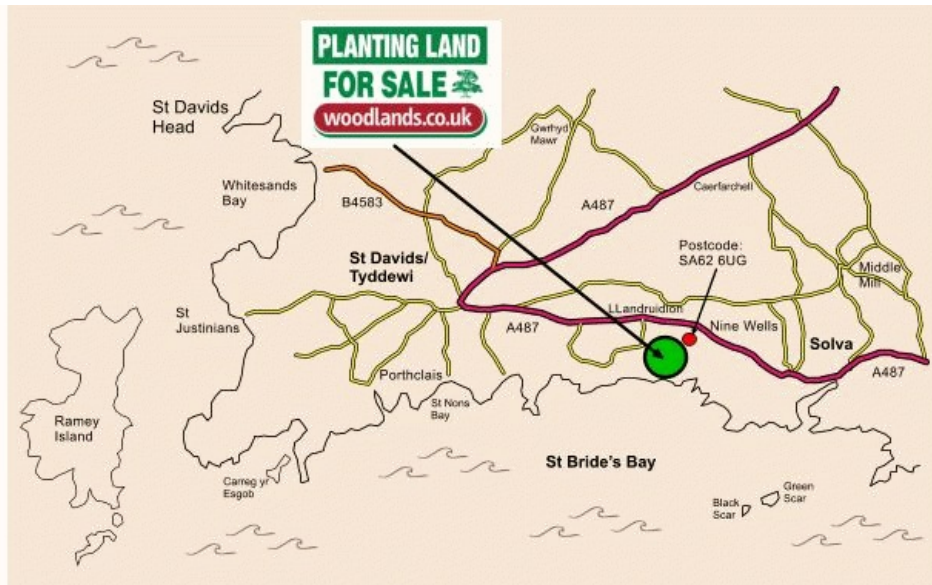 PLANTING LAND
FOR SALE
woodlands.co.uk
St Davids
Head
Gwrhyd
Mawr
Whitesands
Bay
B4583
A487
Caerfarchell
St Davids/
Tyddewi
Postcode:
SA62 6UG
Middle
Mill
St
Justinians
A487
LLandruidion
Nine Wells
Solva
A487
Porthclais
St Nons
Bay
Ramey
Island
St Bride's Bay
Carreg yr
Esgob
Green
Scar
Black
Scar